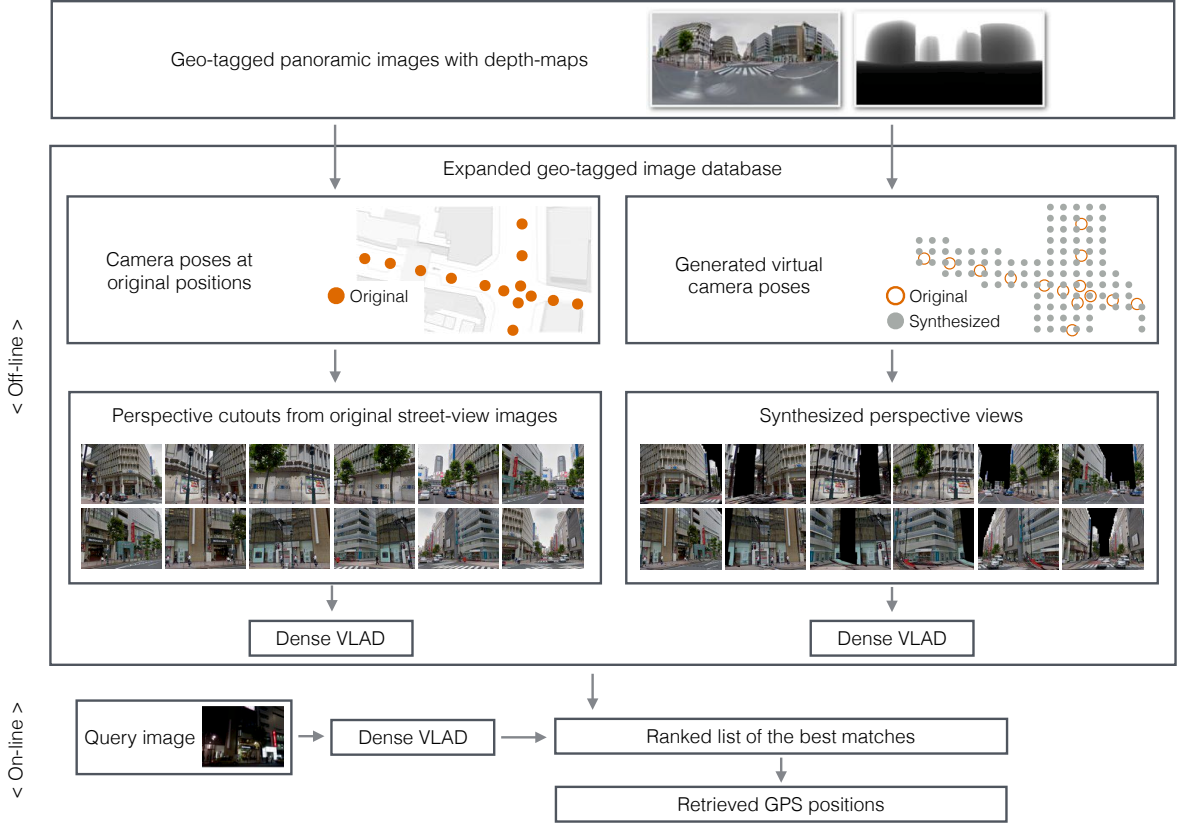 Geo-tagged panoramic images with depth-maps
< Off-line >
Expanded geo-tagged image database
Camera poses at
original positions
Original
Generated virtual
camera poses
Original
Synthesized
Perspective cutouts from original street-view images
Synthesized perspective views
Dense VLAD
Dense VLAD
< On-line >
Query image
Dense VLAD
Ranked list of the best matches
Retrieved GPS positions